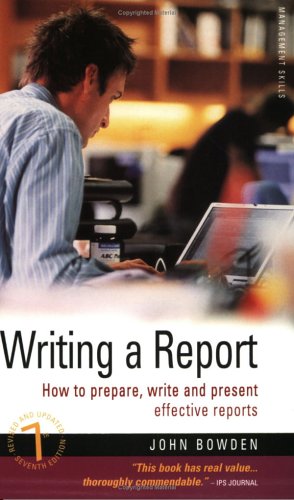 MANAGEMENT SKILLS
ABC
Writing a Report
How to prepare, write and present
effective reports
REVISED AND UPDATED
7
SEVENTH EDITION
JOHN BOWDEN
"This book has real value...
thoroughly commendable." – IPS JOURNAL